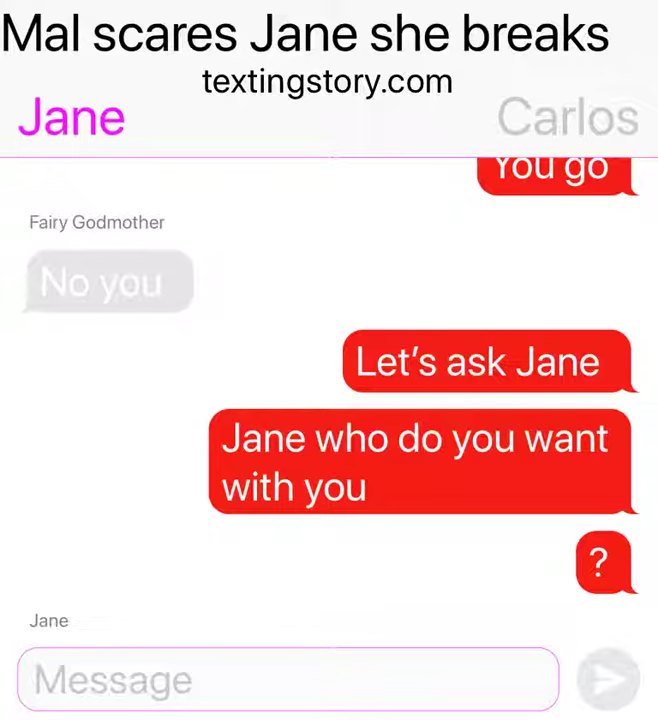 Mal scares Jane she breaks
textingstory.com
Jane
Carlos
You go
Fairy Godmother
No you
Let's ask Jane
Jane who do you want
with you
?
Jane
Message